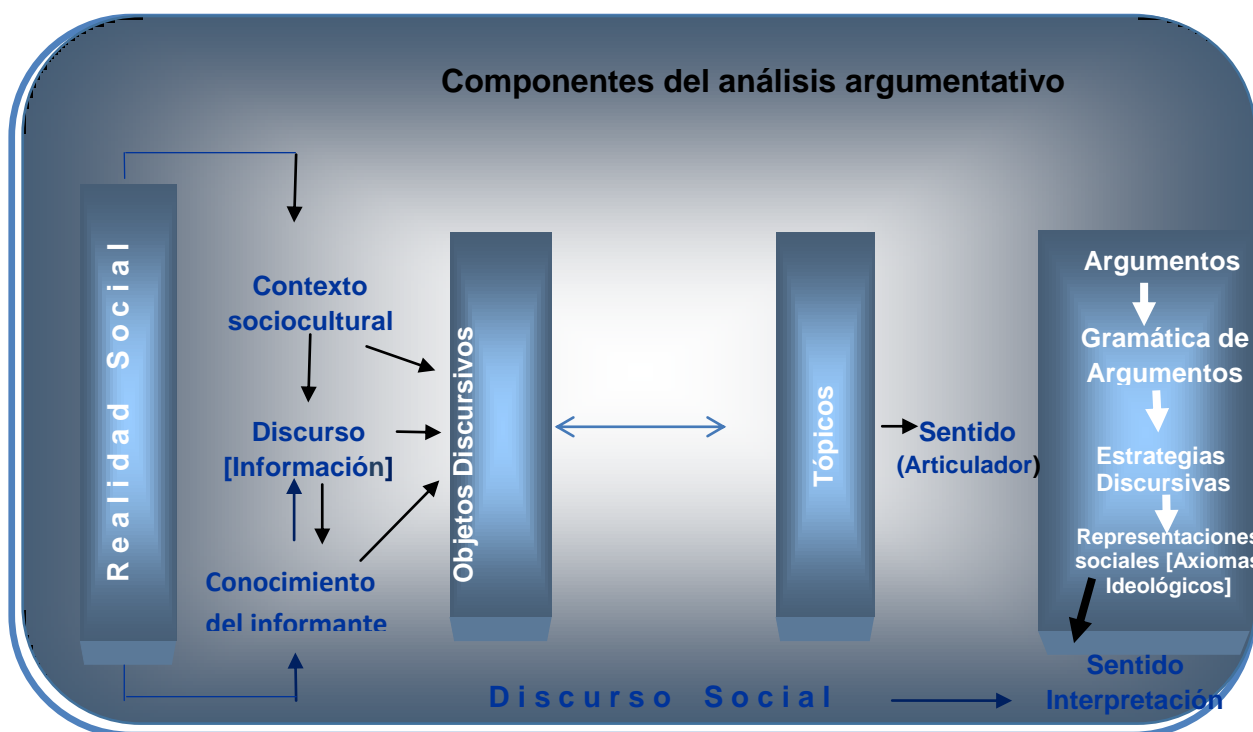 Componentes del análisis argumentativo
Realidad Social
Contexto
sociocultural
Discurso
[Información]
Conocimiento
del informante
Objetos Discursivos
Tópicos
Sentido
(Articulador)
Argumentos
Gramática de
Argumentos
Estrategias
Discursivas
Representaciones
sociales [Axiomas
Ideológicos]
Discurso Social
Sentido
Interpretación